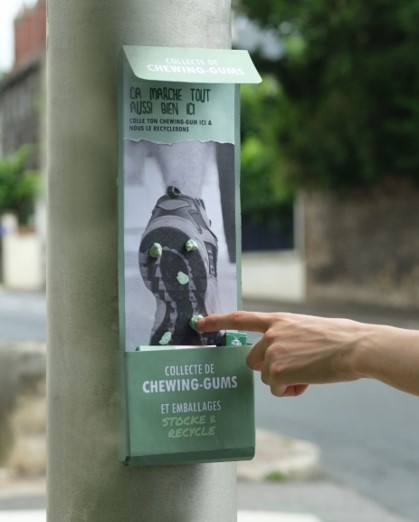 COLLECTE DE
CHEWING-GUMS
ÇA MARCHE TOUT
AUSSI BIEN ICI
COLLE TON CHEWING-GUM ICI &
NOUS LE RECYCLERONS
COLLECTE DE
CHEWING-GUMS
ET EMBALLAGES
STOCKE &
RECYCLE